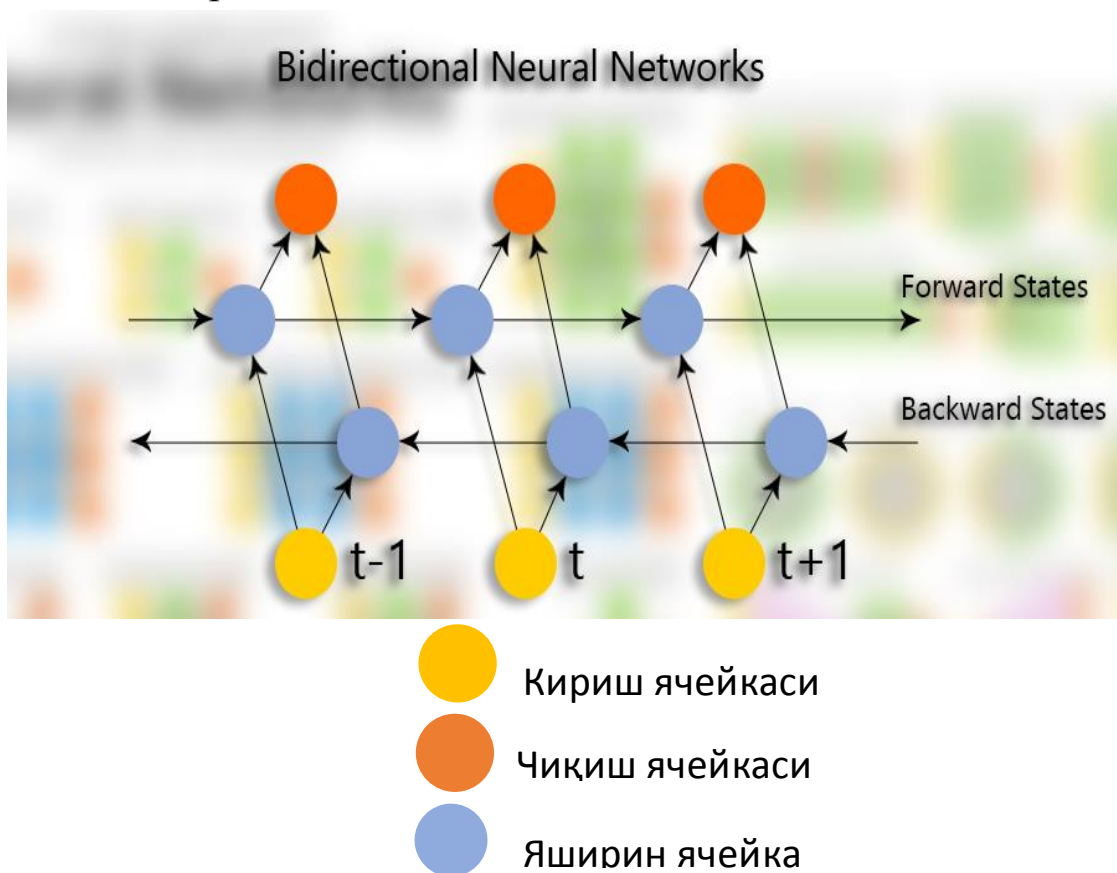 Bidirectional Neural Networks
Forward States
Backward States
t-1
t
t+1
Кириш ячейкаси
Чиқиш ячейкаси
Яширин ячейка